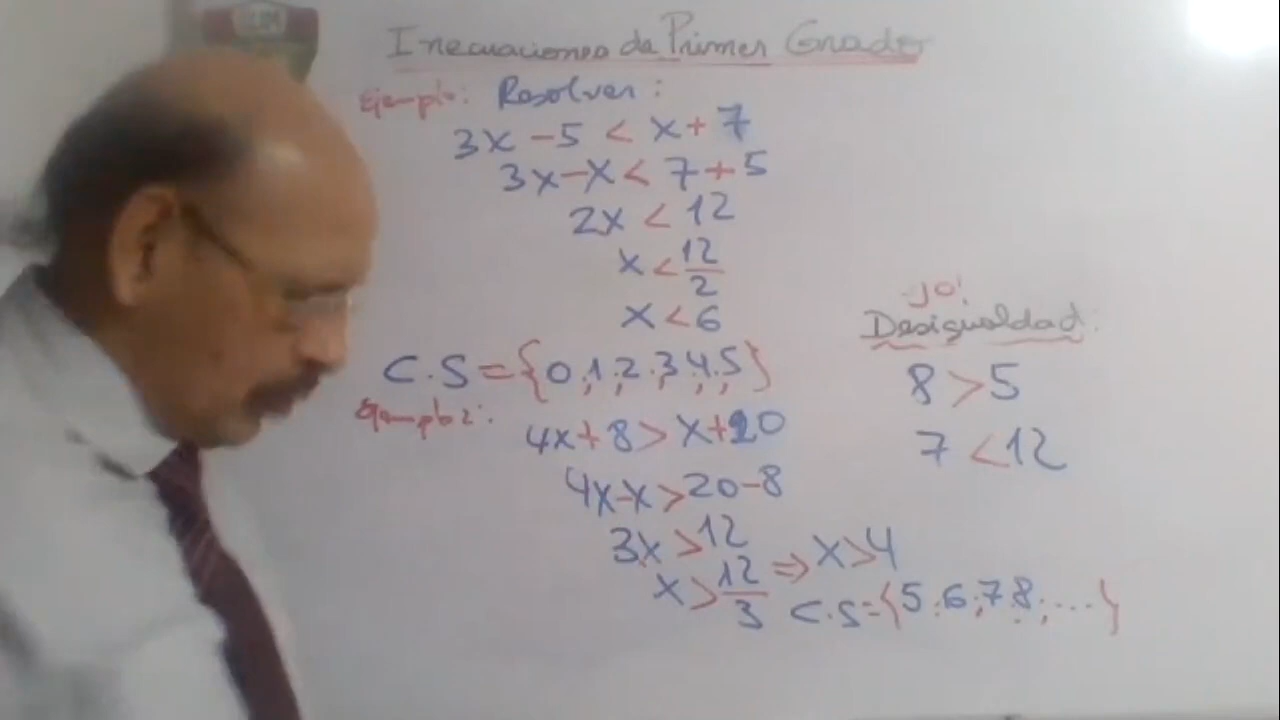 Inecuaciones de Primer Grado
Ejemplo: Resolver:
3x - 5 < x + 7
3x - x < 7 + 5
2x < 12
x < 12/2
x < 6
C.S = {0;1;2;3;4;5}
Ejemplo 2:
4x + 8 > x + 20
4x - x > 20 - 8
3x > 12
x > 12/3 ⇒ x > 4
C.S = {5;6;7;8;....}
Desigualdad:
8 > 5
7 < 12